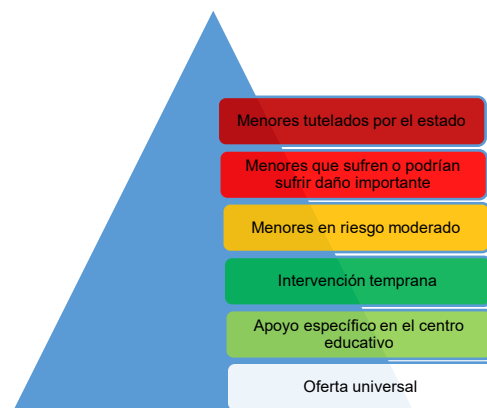 Menores tutelados por el estado
Menores que sufren o podrían
sufrir daño importante
Menores en riesgo moderado
Intervención temprana
Apoyo específico en el centro
educativo
Oferta universal